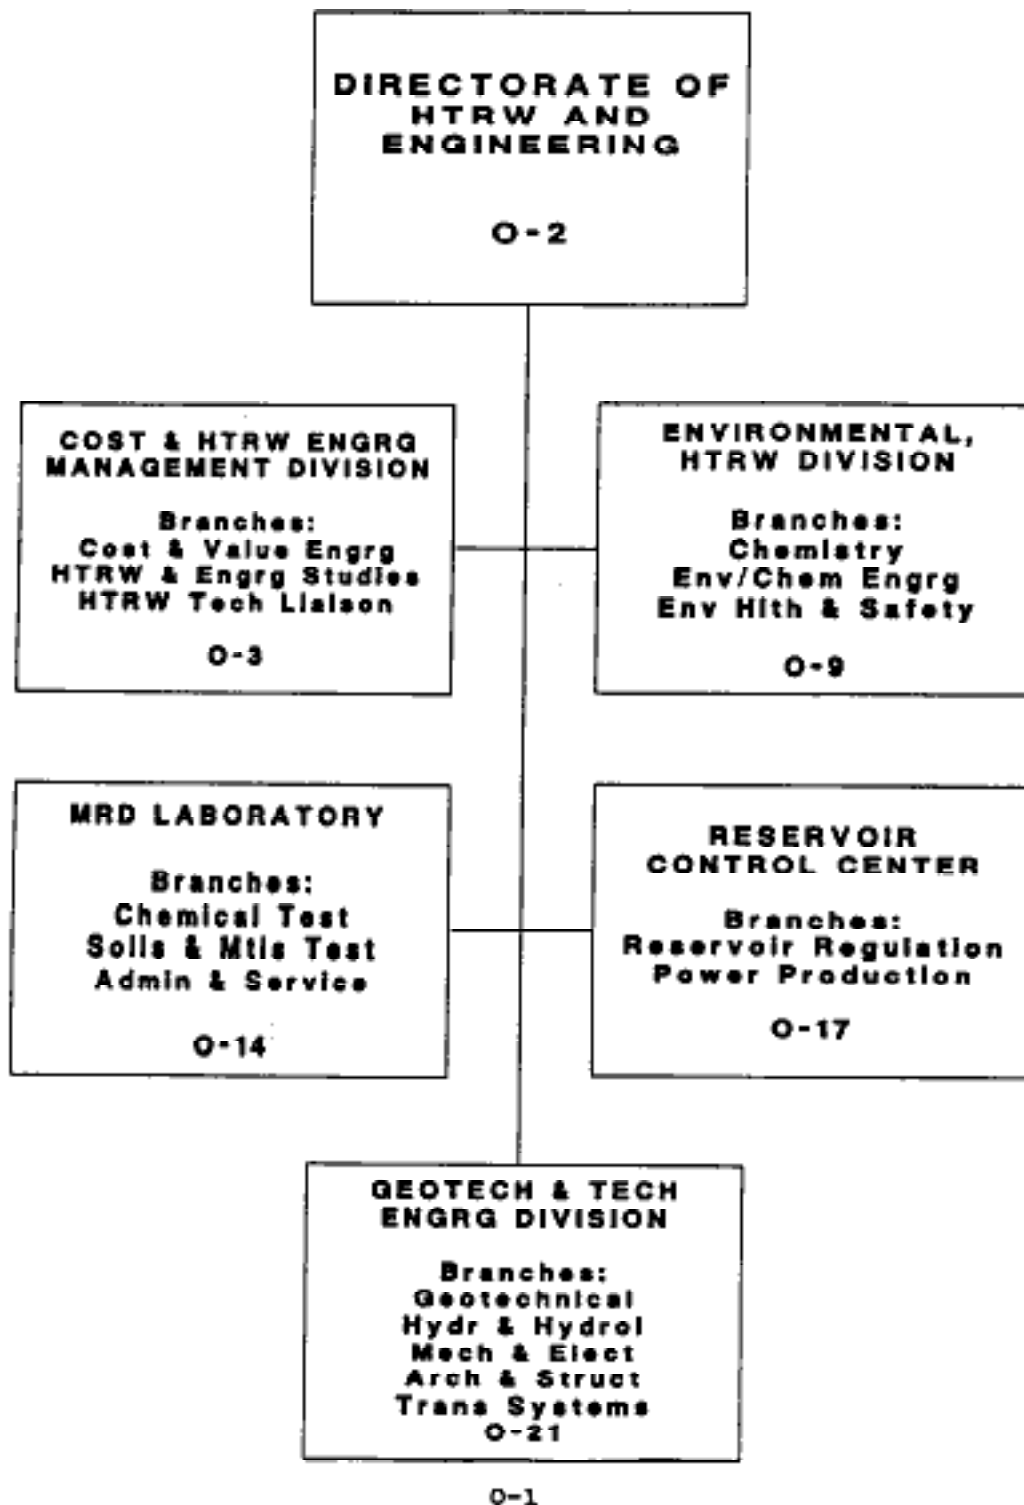 DIRECTORATE OF
HTRW AND
ENGINEERING
O-2
COST & HTRW ENGRG
MANAGEMENT DIVISION
Branches:
Cost & Value Engrg
HTRW & Engrg Studies
HTRW Tech Liaison
O-3
ENVIRONMENTAL,
HTRW DIVISION
Branches:
Chemistry
Env/Chem Engrg
Env Hlth & Safety
O-9
MRD LABORATORY
Branches:
Chemical Test
Soils & Mtls Test
Admin & Service
O-14
RESERVOIR
CONTROL CENTER
Branches:
Reservoir Regulation
Power Production
O-17
GEOTECH & TECH
ENGRG DIVISION
Branches:
Geotechnical
Hydr & Hydrol
Mech & Elect
Arch & Struct
Trans Systems
O-21
O-1